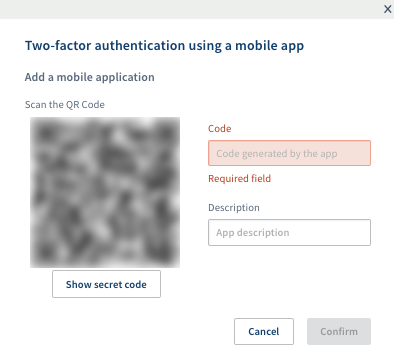 Two-factor authentication using a mobile app
Add a mobile application
Scan the QR Code
Code
Code generated by the app
Required field
Description
App description
Show secret code
Cancel
Confirm